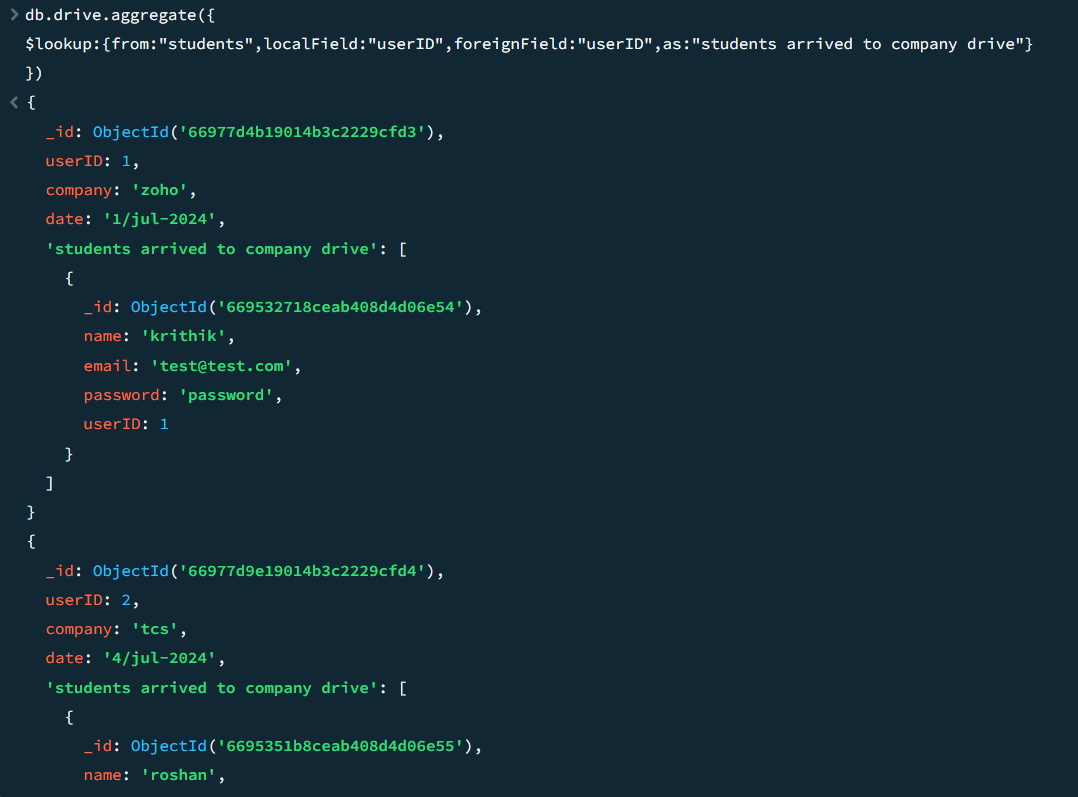 > db.drive.aggregate({
$lookup:{from:"students",localField:"userID",foreignField:"userID",as:"students arrived to company drive"}
})
< {
_id: ObjectId('66977d4b19014b3c2229cfd3'),
userID: 1,
company: 'zoho',
date: '1/jul-2024',
'students arrived to company drive': [
{
_id: ObjectId('669532718ceab408d4d06e54'),
name: 'krithik',
email: 'test@test.com',
password: 'password',
userID: 1
}
]
}
{
_id: ObjectId('66977d9e19014b3c2229cfd4'),
userID: 2,
company: 'tcs',
date: '4/jul-2024',
'students arrived to company drive': [
{
_id: ObjectId('6695351b8ceab408d4d06e55'),
name: 'roshan',